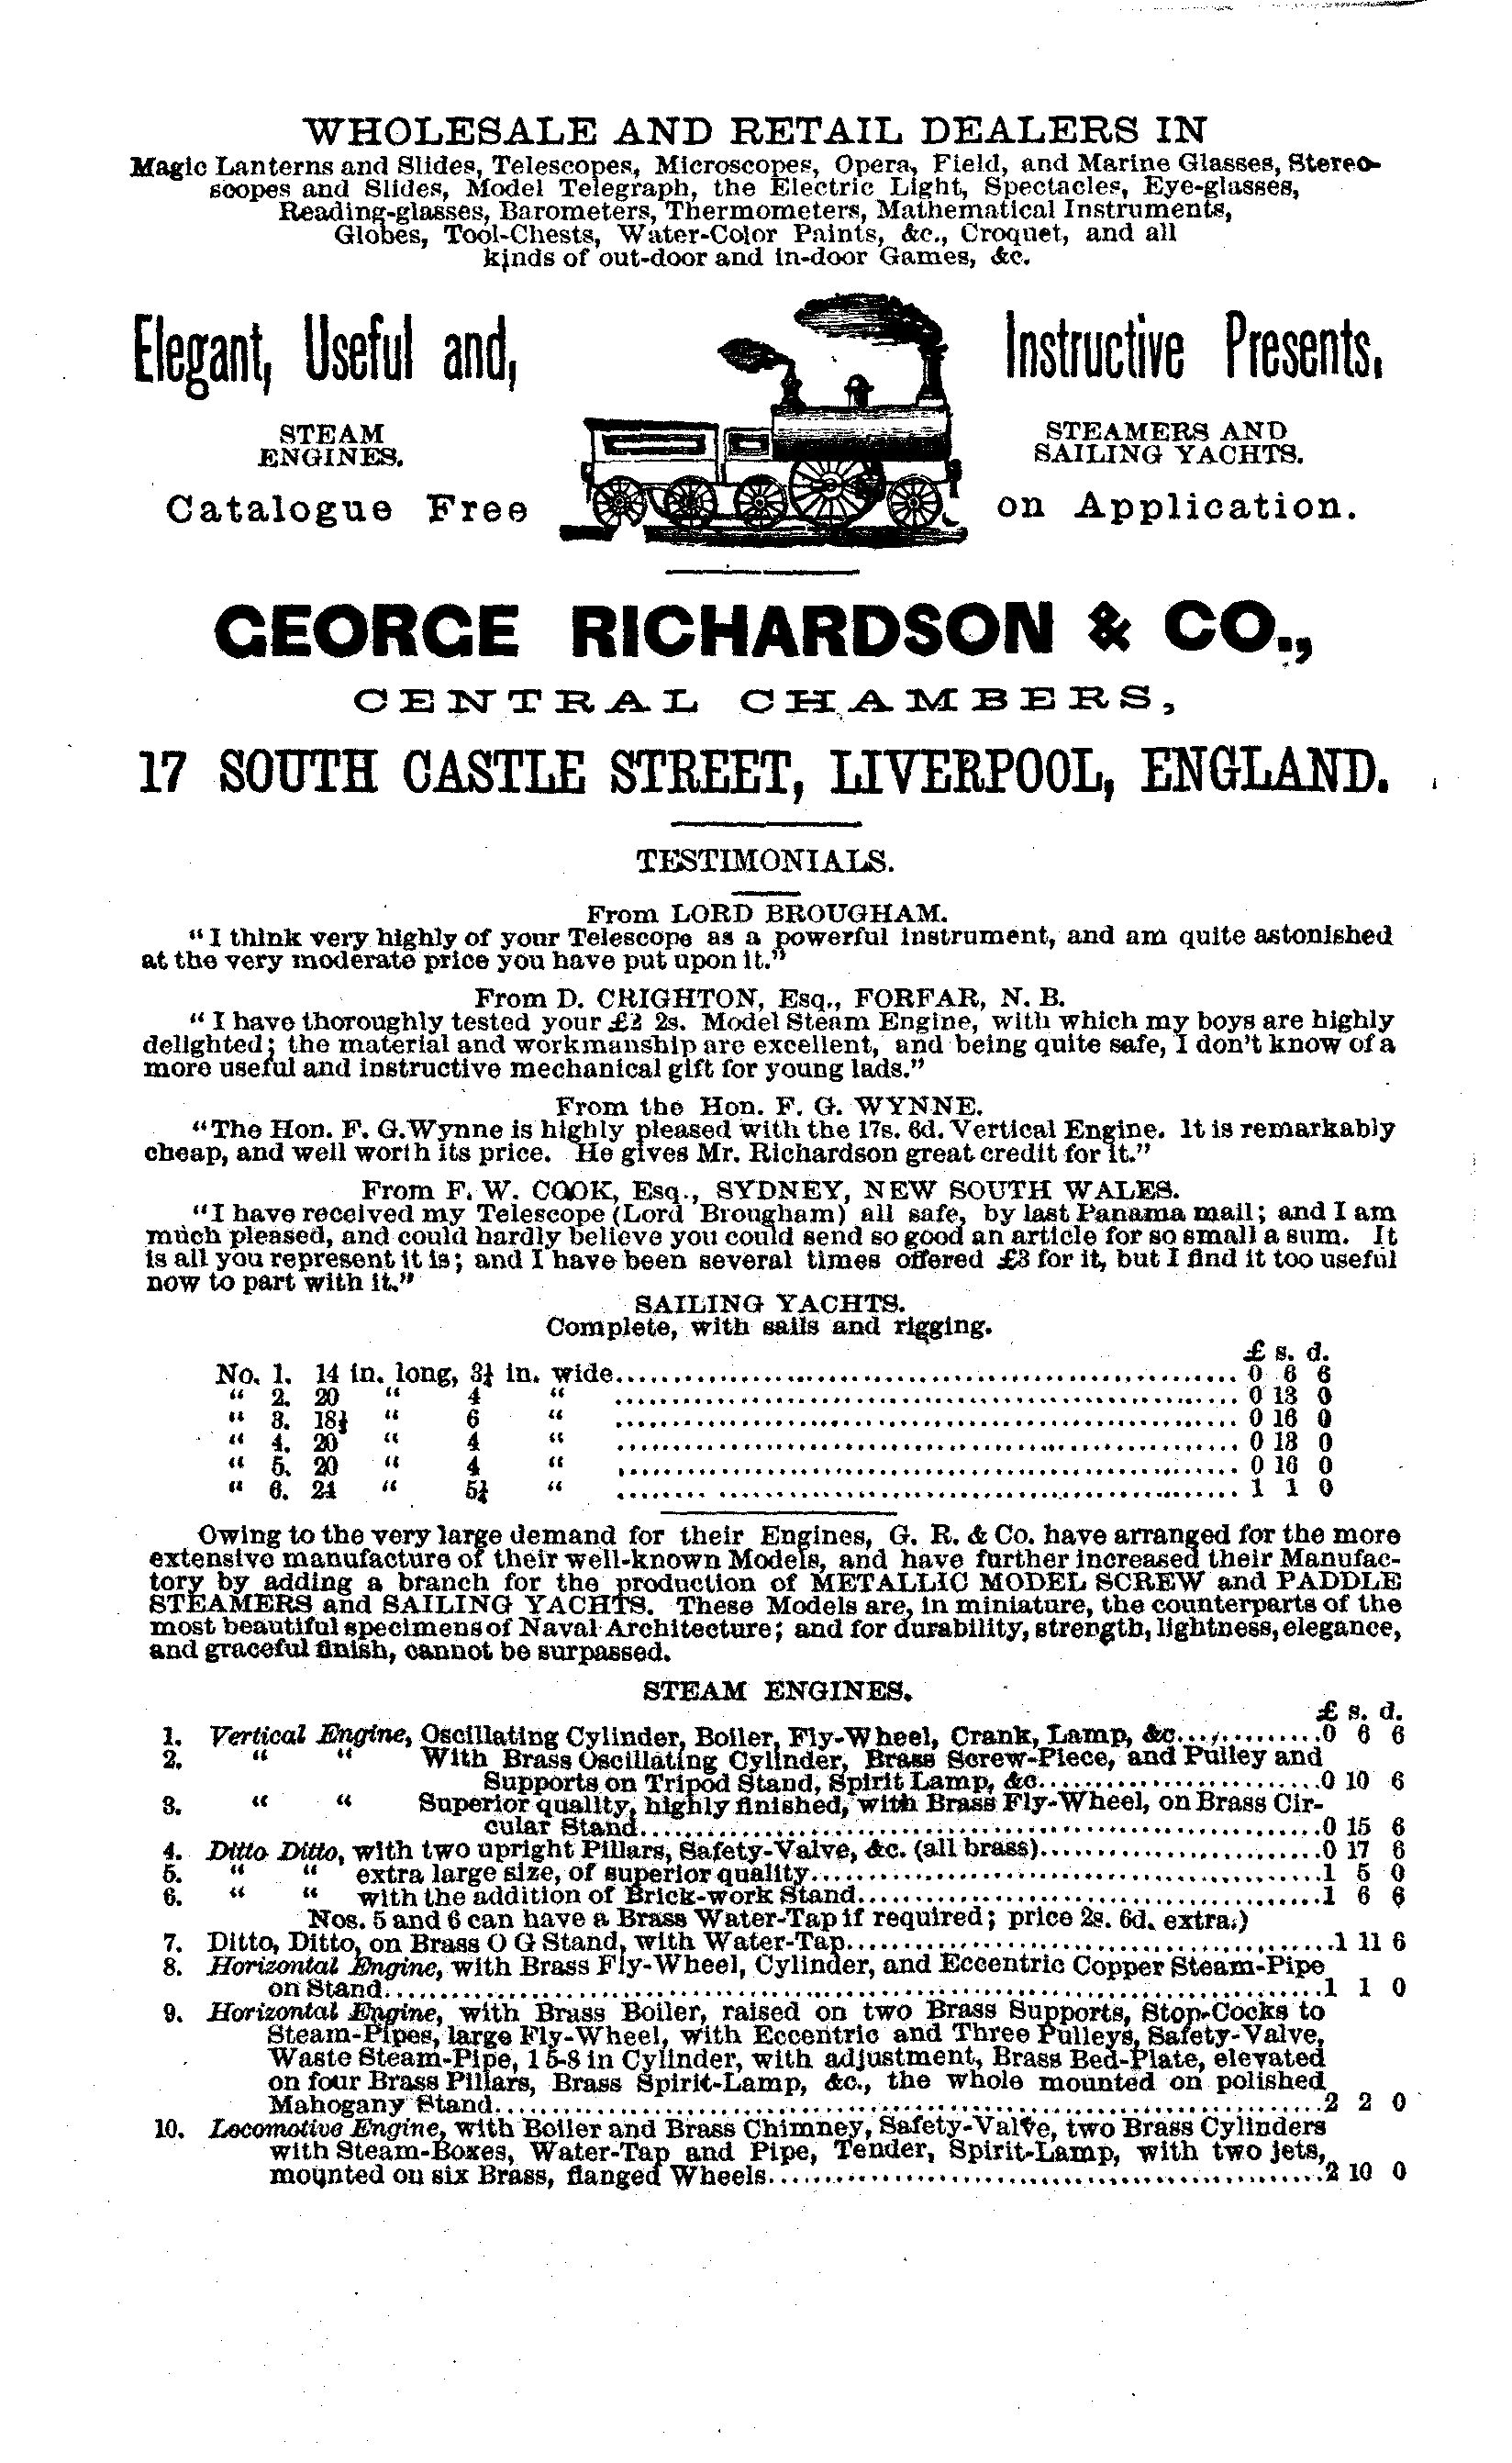 WHOLESALE AND RETAIL DEALERS IN
Magic Lanterns and Slides, Telescopes, Microscopes, Opera, Field, and Marine Glasses, Stereo-
scopes and Slides, Model Telegraph, the Electric Light, Spectacles, Eye-glasses,
Reading-glasses, Barometers, Thermometers, Mathematical Instruments,
Globes, Tool-Chests, Water-Color Paints, &c., Croquet, and all
kinds of out-door and in-door Games, &c.
Elegant, Useful and, Instructive Presents,
STEAM
ENGINES.
STEAMERS AND
SAILING YACHTS.
Catalogue Free on Application.
GEORGE RICHARDSON & CO.,
CENTRAL CHAMBERS,
17 SOUTH CASTLE STREET, LIVERPOOL, ENGLAND.
TESTIMONIALS.
From LORD BROUGHAM.
"I think very highly of your Telescope as a powerful instrument, and am quite astonished
at the very moderate price you have put upon it."
From D. CRIGHTON, Esq., FORFAR, N. B.
"I have thoroughly tested your £2 2s. Model Steam Engine, with which my boys are highly
delighted; the material and workmanship are excellent, and being quite safe, I don't know of a
more useful and instructive mechanical gift for young lads."
From the Hon. F. G. WYNNE.
"The Hon. F. G. Wynne is highly pleased with the 17s. 6d. Vertical Engine. It is remarkably
cheap, and well worth its price. He gives Mr. Richardson great credit for it."
From F. W. COOK, Esq., SYDNEY, NEW SOUTH WALES.
"I have received my Telescope (Lord Brougham) all safe, by last Panama mail; and I am
much pleased, and could hardly believe you could send so good an article for so small a sum. It
is all you represent it is; and I have been several times offered £3 for it, but I find it too useful
now to part with it."
SAILING YACHTS.
Complete, with sails and rigging.
£ s. d.
No. 1. 14 in. long, 3¼ in. wide.......... 0 6 6
" 2. 20 " 4 " .......... 0 13 0
" 3. 18½ " 6 " .......... 0 16 0
" 4. 20 " 4 " .......... 0 18 0
" 5. 20 " 4 " .......... 0 16 0
" 6. 24 " 5¼ " .......... 1 1 0
Owing to the very large demand for their Engines, G. R. & Co. have arranged for the more
extensive manufacture of their well-known Models, and have further increased their Manufac-
tory by adding a branch for the production of METALLIC MODEL SCREW and PADDLE
STEAMERS and SAILING YACHTS. These Models are, in miniature, the counterparts of the
most beautiful specimens of Naval Architecture; and for durability, strength, lightness, elegance,
and graceful finish, cannot be surpassed.
STEAM ENGINES.
£ s. d.
1. Vertical Engine, Oscillating Cylinder, Boiler, Fly-Wheel, Crank, Lamp, &c..........0 6 6
2. " " With Brass Oscillating Cylinder, Brass Screw-Piece, and Pulley and
Supports on Tripod Stand, Spirit Lamp, &c..........0 10 6
3. " " Superior quality, highly finished, with Brass Fly-Wheel, on Brass Cir-
cular Stand..........0 15 6
4. Ditto Ditto, with two upright Pillars, Safety-Valve, &c. (all brass)..........0 17 6
5. " " extra large size, of superior quality..........1 5 0
6. " " with the addition of Brick-work Stand..........1 6 6
Nos. 5 and 6 can have a Brass Water-Tap if required; price 2s. 6d. extra.)
7. Ditto, Ditto, on Brass O G Stand, with Water-Tap..........1 11 6
8. Horizontal Engine, with Brass Fly-Wheel, Cylinder, and Eccentric Copper Steam-Pipe
on Stand..........1 1 0
9. Horizontal Engine, with Brass Boiler, raised on two Brass Supports, Stop-Cocks to
Steam-Pipes, large Fly-Wheel, with Eccentric and Three Pulleys, Safety-Valve,
Waste Steam-Pipe, 1 5-8 in Cylinder, with adjustment, Brass Bed-Plate, elevated
on four Brass Pillars, Brass Spirit-Lamp, &c., the whole mounted on polished
Mahogany Stand..........2 2 0
10. Locomotive Engine, with Boiler and Brass Chimney, Safety-Valve, two Brass Cylinders
with Steam-Boxes, Water-Tap and Pipe, Tender, Spirit-Lamp, with two jets,
mounted on six Brass, flanged Wheels..........2 10 0